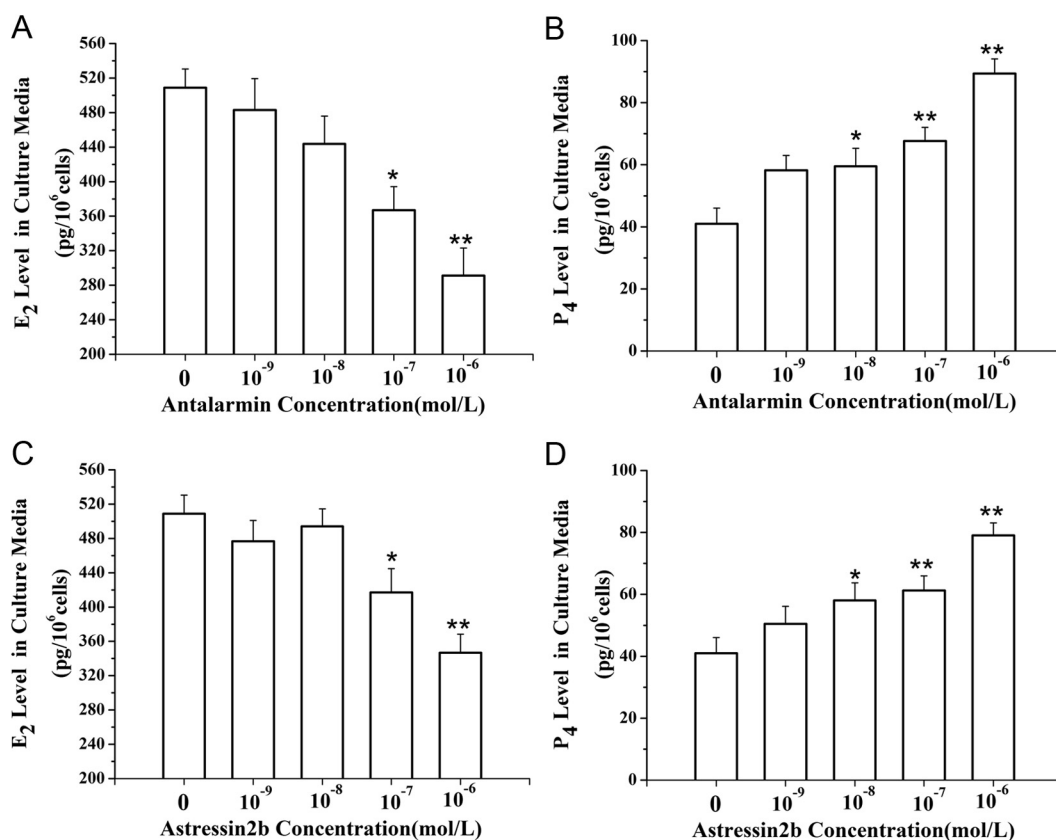 A
E2 Level in Culture Media
(pg/10^6cells)
560
520
480
440
400
360
320
280
240
200
*
**
0 10^-9 10^-8 10^-7 10^-6
Antalarmin Concentration(mol/L)
B
P4 Level in Culture Media
(pg/10^6cells)
100
80
60
40
20
0
*
**
**
0 10^-9 10^-8 10^-7 10^-6
Antalarmin Concentration(mol/L)
C
E2 Level in Culture Media
(pg/10^6cells)
560
520
480
440
400
360
320
280
240
200
*
**
0 10^-9 10^-8 10^-7 10^-6
Astressin2b Concentration(mol/L)
D
P4 Level in Culture Media
(pg/10^6cells)
100
80
60
40
20
0
*
**
**
0 10^-9 10^-8 10^-7 10^-6
Astressin2b Concentration(mol/L)